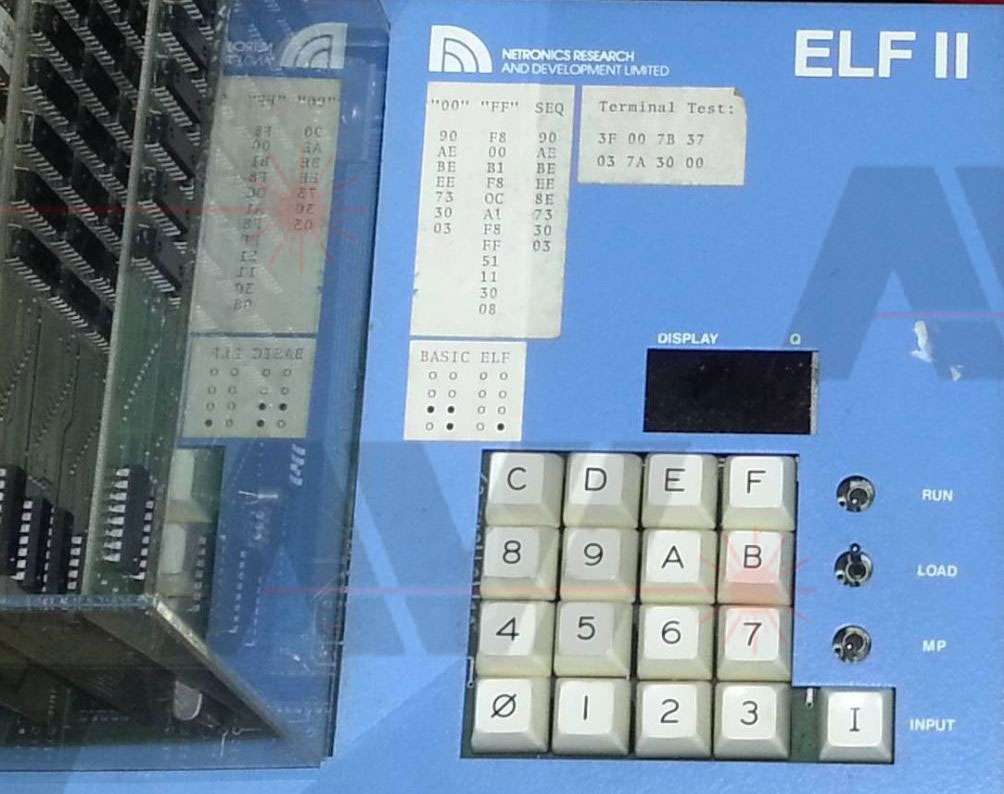 NETRONICS RESEARCH
AND DEVELOPMENT LIMITED
ELF II
"00" "FF" SEQ
90 F8 90
AE 00 AE
BE B1 BE
EE F8 EE
73 0C 8E
30 A1 73
03 F8 30
FF 03
51
11
30
08
Terminal Test:
3F 00 7B 37
03 7A 30 00
BASIC ELF
DISPLAY Q
C D E F
RUN
8 9 A B
LOAD
4 5 6 7
MP
Ø 1 2 3 I
INPUT